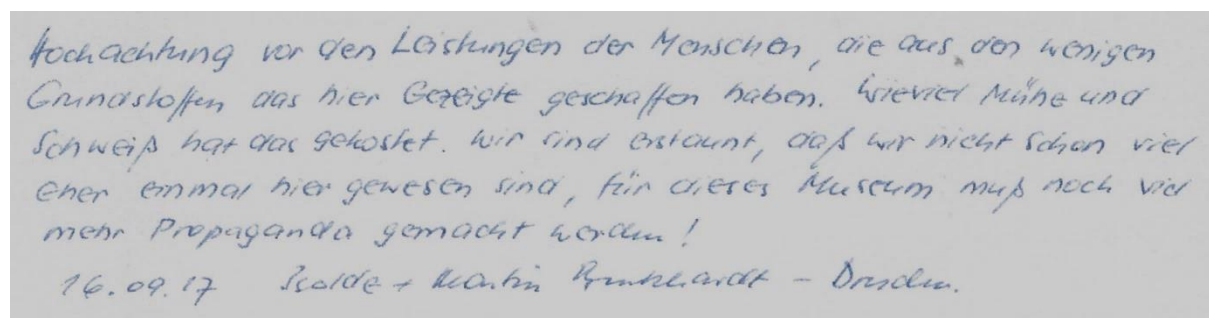 Hochachtung vor den Leistungen der Menschen, die aus den wenigen
Grundstoffen das hier Gezeigte geschaffen haben. Wieviel Mühe und
Schweiß hat das gekostet. Wir sind erstaunt, daß wir nicht schon viel
eher einmal hier gewesen sind, für dieses Museum muß noch viel
mehr Propaganda gemacht werden!
16.09.17 Isolde + Martin – Dresden.